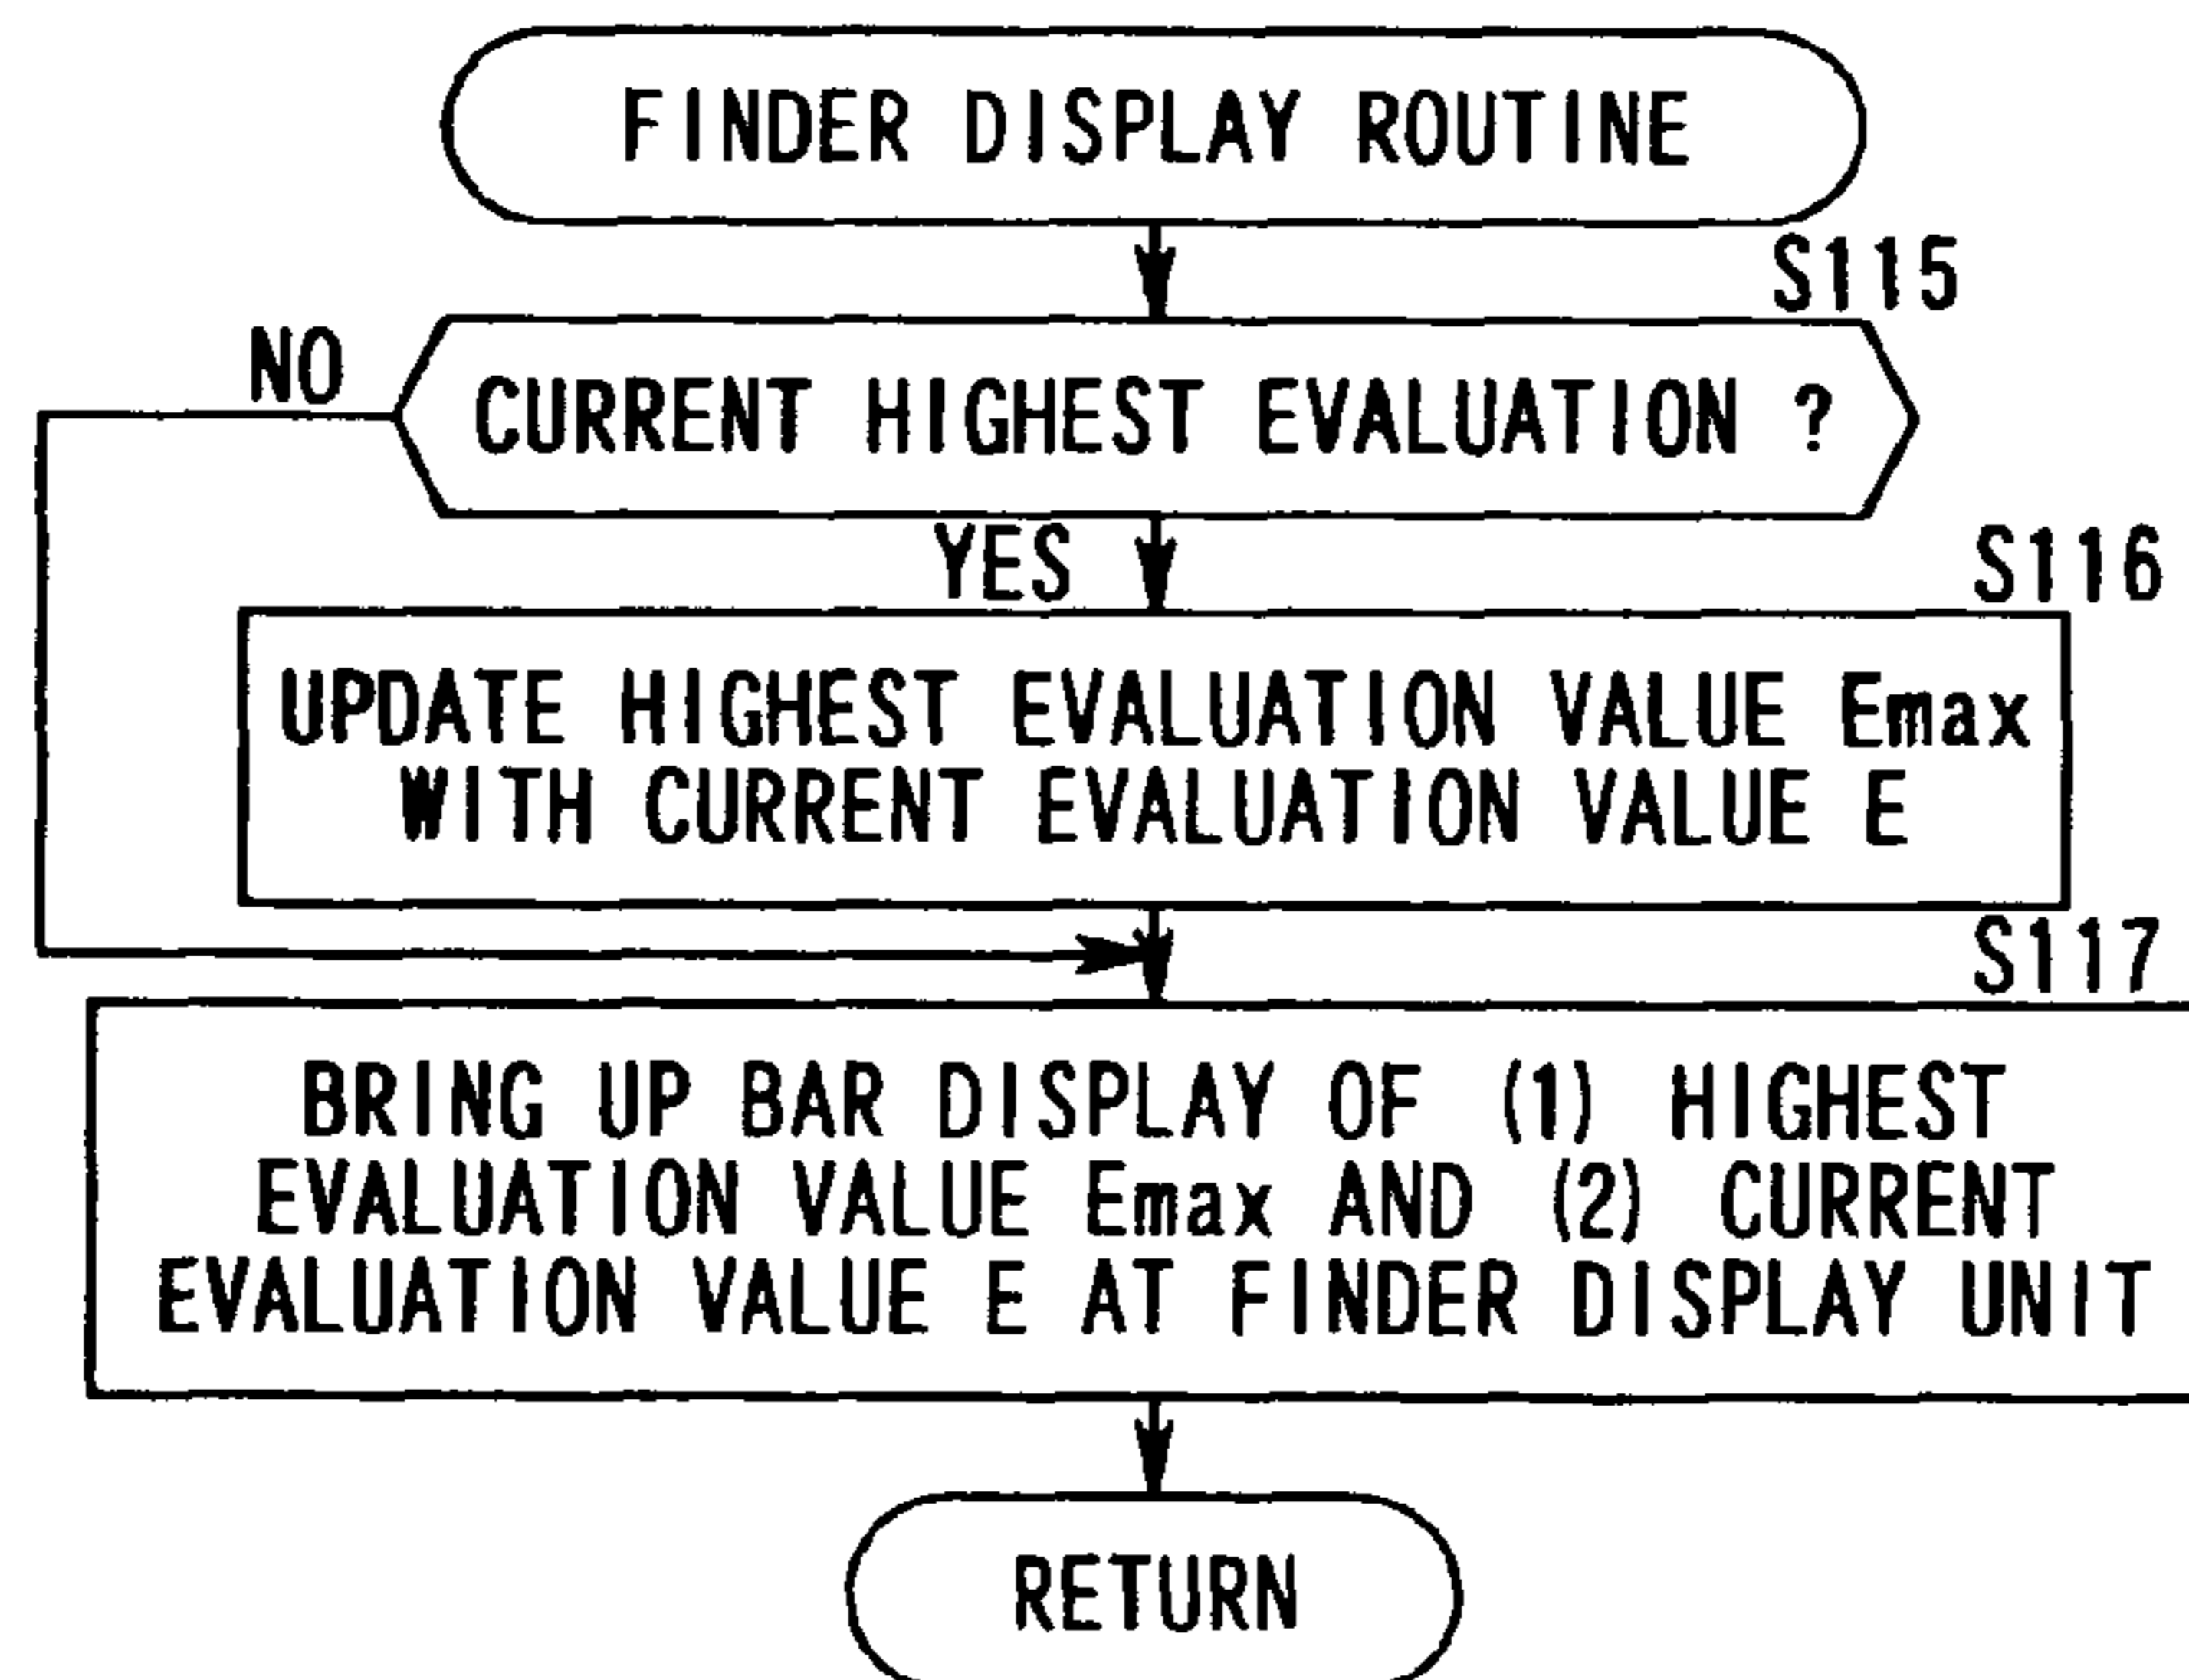 FINDER DISPLAY ROUTINE
S115
NO
CURRENT HIGHEST EVALUATION ?
YES
S116
UPDATE HIGHEST EVALUATION VALUE Emax
WITH CURRENT EVALUATION VALUE E
S117
BRING UP BAR DISPLAY OF (1) HIGHEST
EVALUATION VALUE Emax AND (2) CURRENT
EVALUATION VALUE E AT FINDER DISPLAY UNIT
RETURN